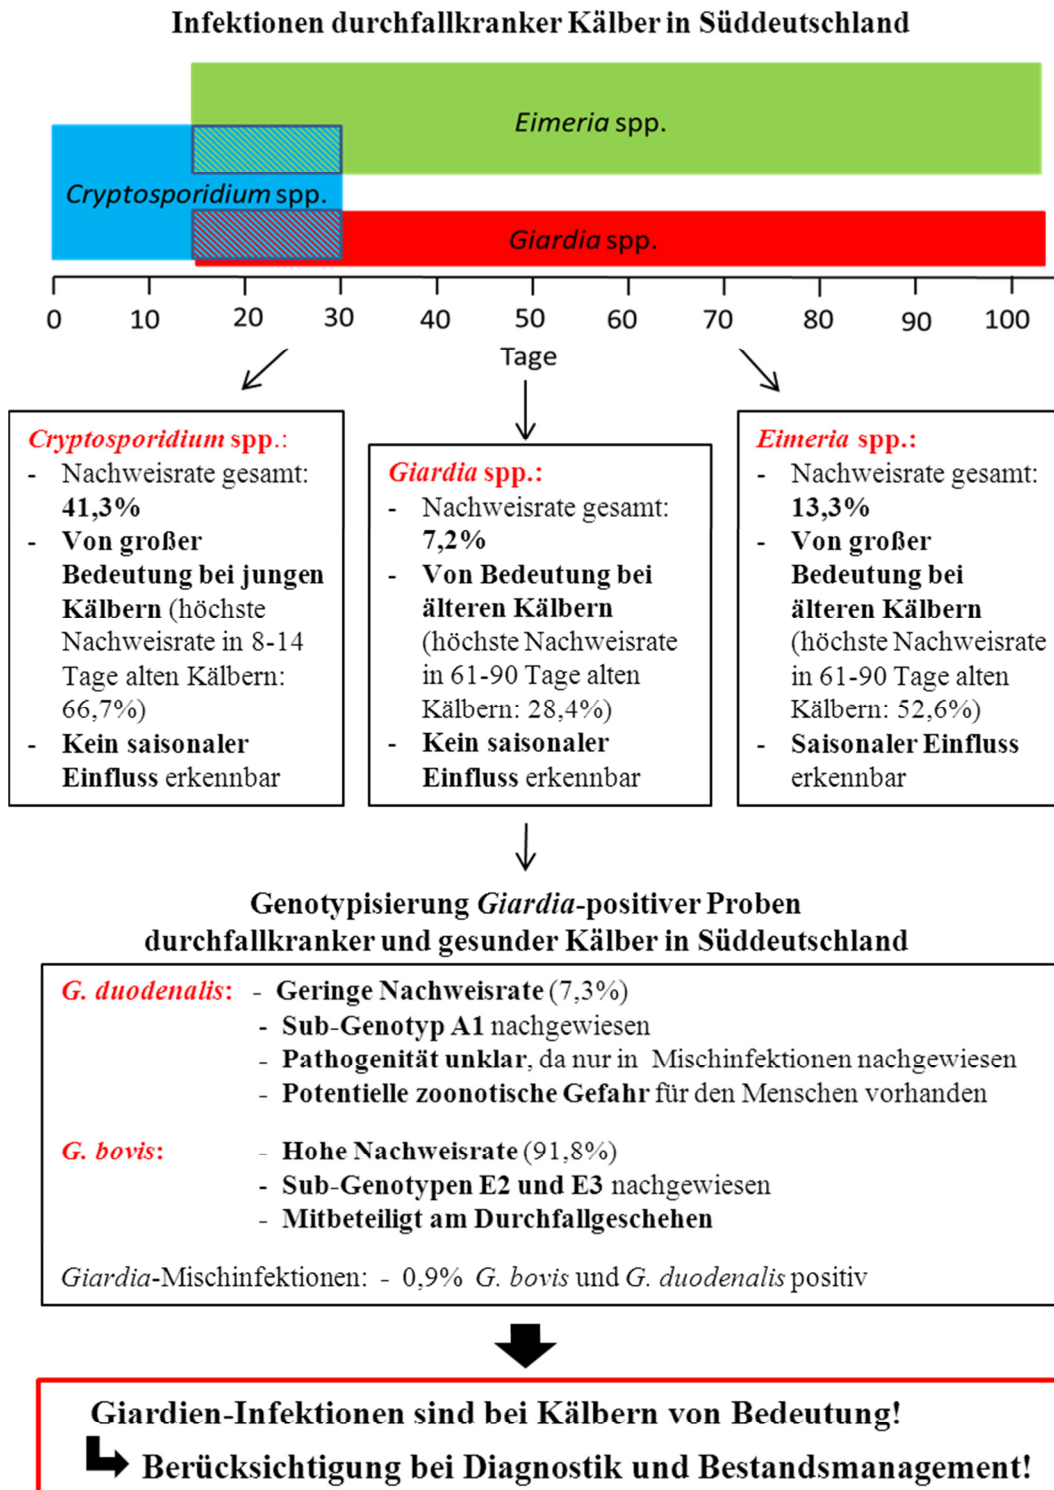 Infektionen durchfallkranker Kälber in Süddeutschland
Eimeria spp.
Cryptosporidium spp.
Giardia spp.
0 10 20 30 40 50 60 70 80 90 100
Tage
Cryptosporidium spp.:
- Nachweisrate gesamt:
41,3%
- Von großer
Bedeutung bei jungen
Kälbern (höchste
Nachweisrate in 8-14
Tage alten Kälbern:
66,7%)
- Kein saisonaler
Einfluss erkennbar
Giardia spp.:
- Nachweisrate gesamt:
7,2%
- Von Bedeutung bei
älteren Kälbern
(höchste Nachweisrate
in 61-90 Tage alten
Kälbern: 28,4%)
- Kein saisonaler
Einfluss erkennbar
Eimeria spp.:
- Nachweisrate gesamt:
13,3%
- Von großer
Bedeutung bei
älteren Kälbern
(höchste Nachweisrate
in 61-90 Tage alten
Kälbern: 52,6%)
- Saisonaler Einfluss
erkennbar
Genotypisierung Giardia-positiver Proben
durchfallkranker und gesunder Kälber in Süddeutschland
G. duodenalis: - Geringe Nachweisrate (7,3%)
- Sub-Genotyp A1 nachgewiesen
- Pathogenität unklar, da nur in Mischinfektionen nachgewiesen
- Potentielle zoonotische Gefahr für den Menschen vorhanden
G. bovis: - Hohe Nachweisrate (91,8%)
- Sub-Genotypen E2 und E3 nachgewiesen
- Mitbeteiligt am Durchfallgeschehen
Giardia-Mischinfektionen: - 0,9% G. bovis und G. duodenalis positiv
Giardien-Infektionen sind bei Kälbern von Bedeutung!
Berücksichtigung bei Diagnostik und Bestandsmanagement!